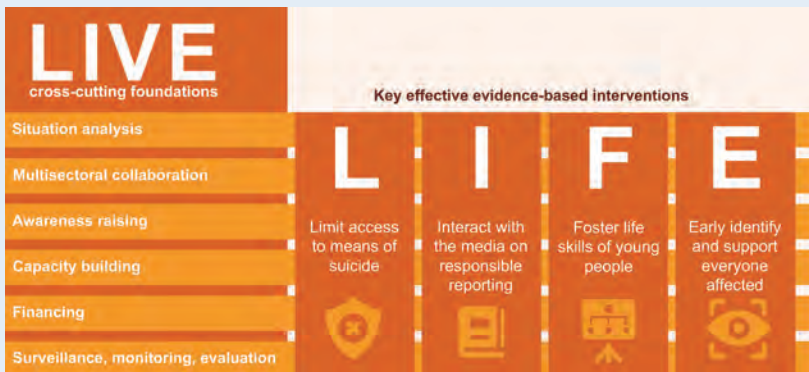 LIVE
cross-cutting foundations
Key effective evidence-based interventions
Situation analysis
Multisectoral collaboration
Awareness raising
Capacity building
Financing
Surveillance, monitoring, evaluation
L
Limit access
to means of
suicide
I
Interact with
the media on
responsible
reporting
F
Foster life
skills of young
people
E
Early identify
and support
everyone
affected